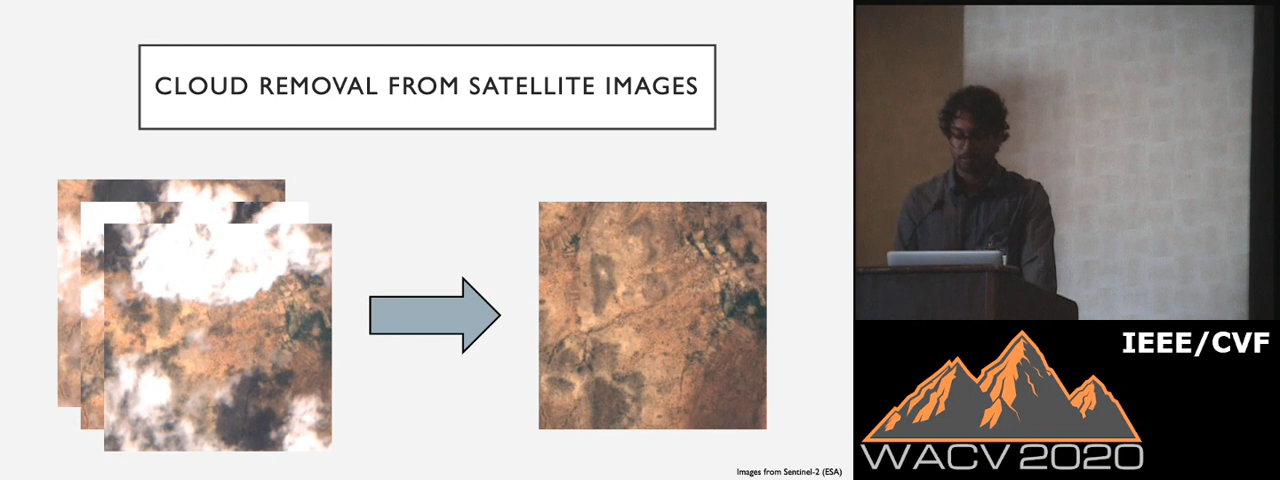 CLOUD REMOVAL FROM SATELLITE IMAGES
Images from Sentinel-2 (ESA)
IEEE/CVF
WACV 2020